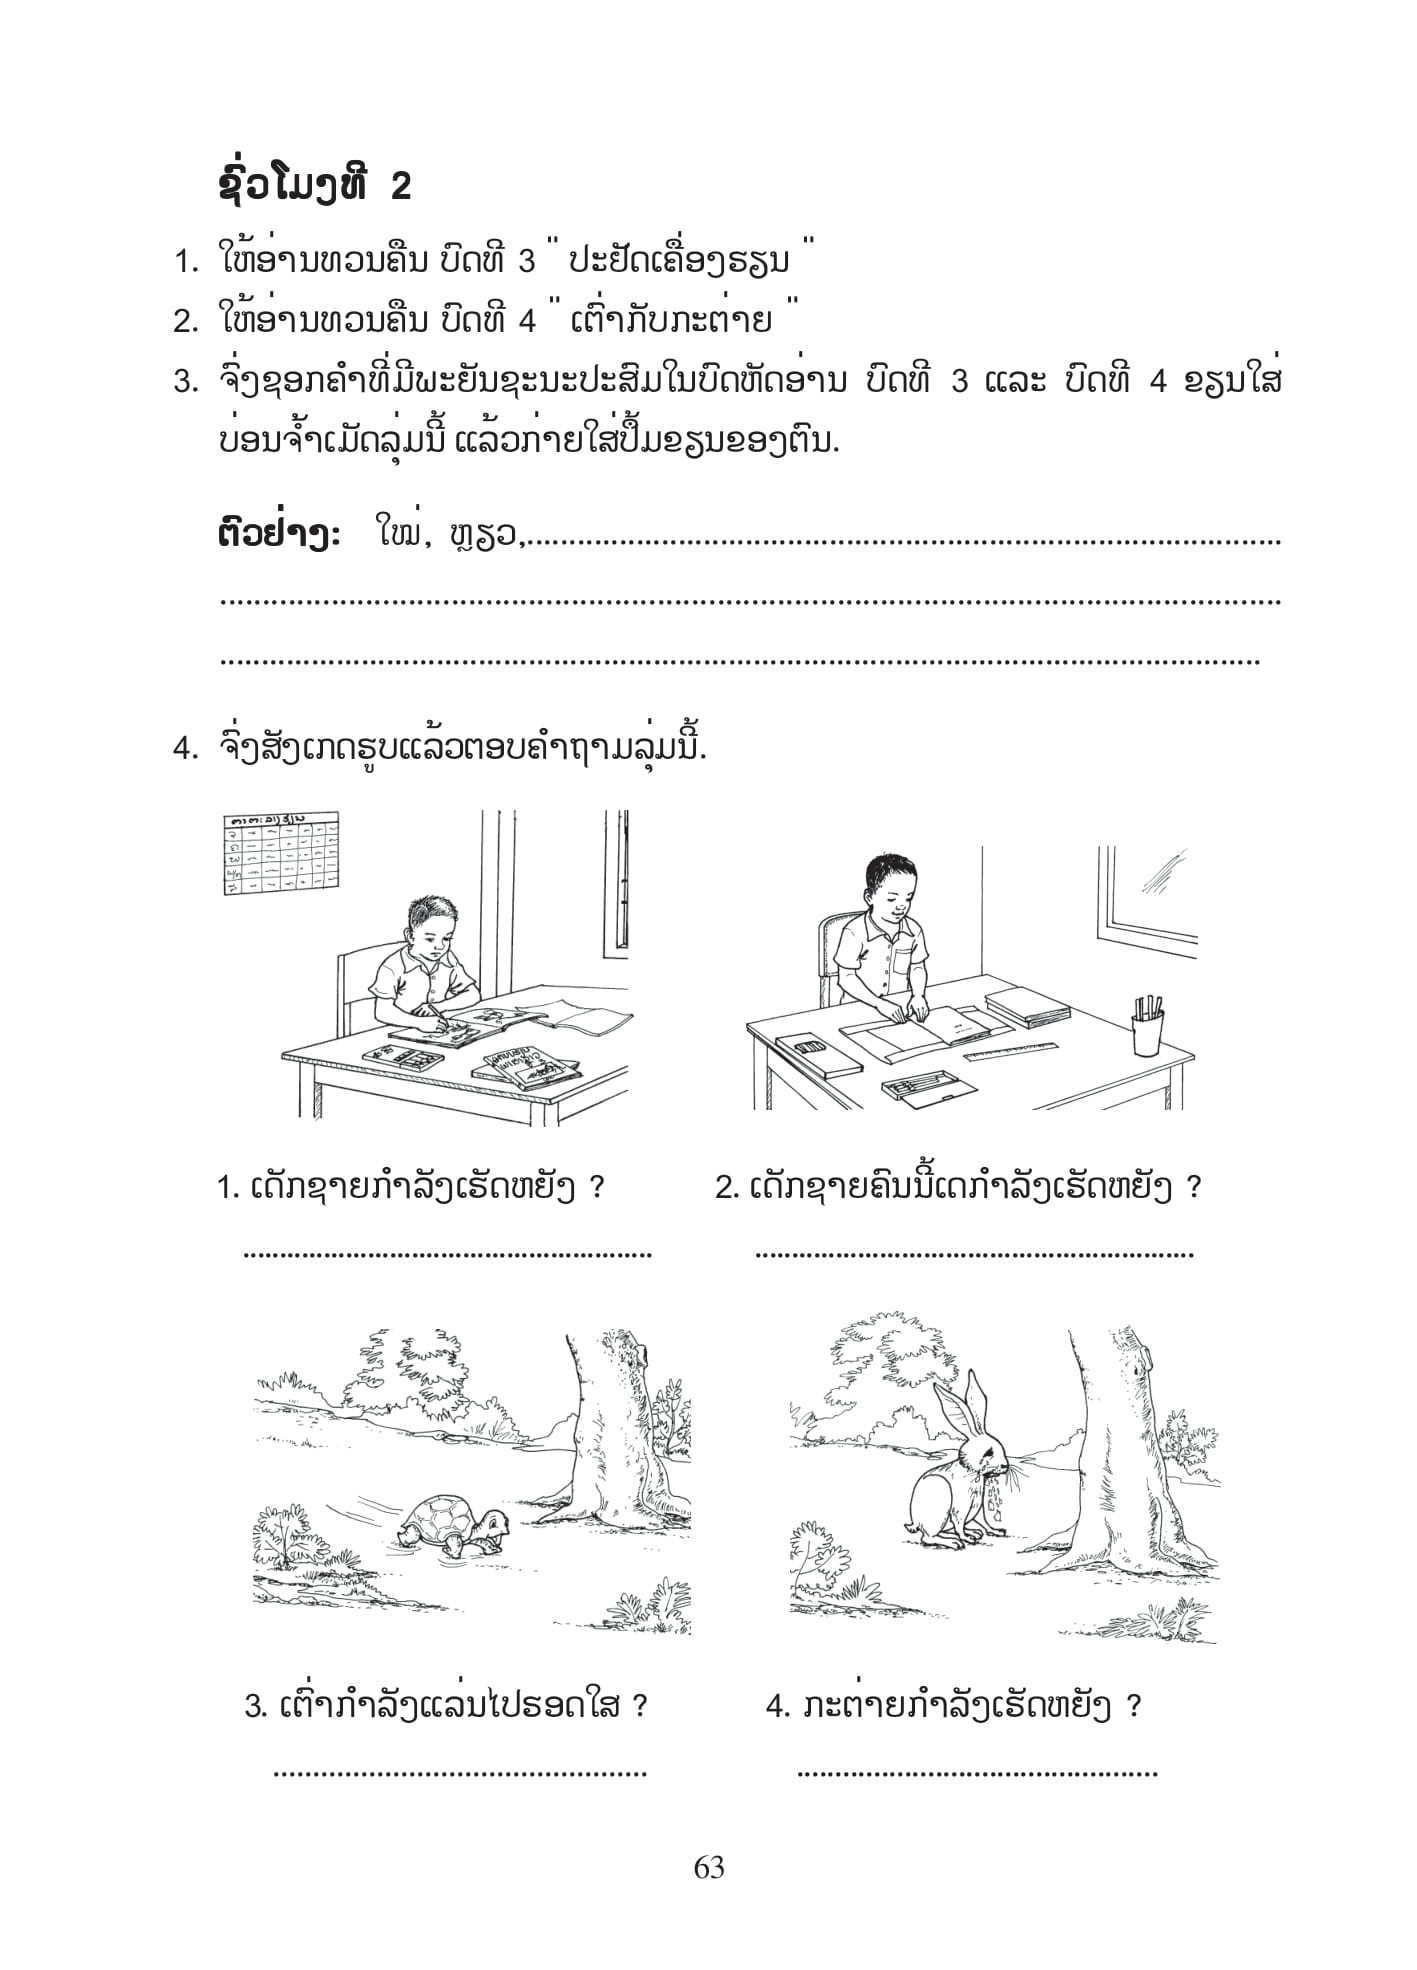 ຊົ່ວໂມງທີ 2
1. ໃຫ້ອ່ານທວນຄືນ ບົດທີ 3 " ປະຢັດເຄື່ອງຮຽນ "
2. ໃຫ້ອ່ານທວນຄືນ ບົດທີ 4 " ເຕົ່າກັບກະຕ່າຍ "
3. ຈົ່ງຊອກຄຳທີ່ມີພະຍັນຊະນະປະສົມໃນບົດຫັດອ່ານ ບົດທີ 3 ແລະ ບົດທີ 4 ຂຽນໃສ່
ບ່ອນຈ້ຳເມັດລຸ່ມນີ້ ແລ້ວກ່າຍໃສ່ປຶ້ມຂຽນຂອງຕົນ.
ຕົວຢ່າງ: ໃໝ່, ຫຼຽວ,..........................................................................................
................................................................................................................
................................................................................................................
4. ຈົ່ງສັງເກດຮູບແລ້ວຕອບຄຳຖາມລຸ່ມນີ້.
ຕາຕະລາງຮຽນ
1. ເດັກຊາຍກຳລັງເຮັດຫຍັງ ? 2. ເດັກຊາຍຄົນນີ້ເດກຳລັງເຮັດຫຍັງ ?
........................................................ ............................................................
3. ເຕົ່າກຳລັງແລ່ນໄປຮອດໃສ ? 4. ກະຕ່າຍກຳລັງເຮັດຫຍັງ ?
................................................ ...............................................
63